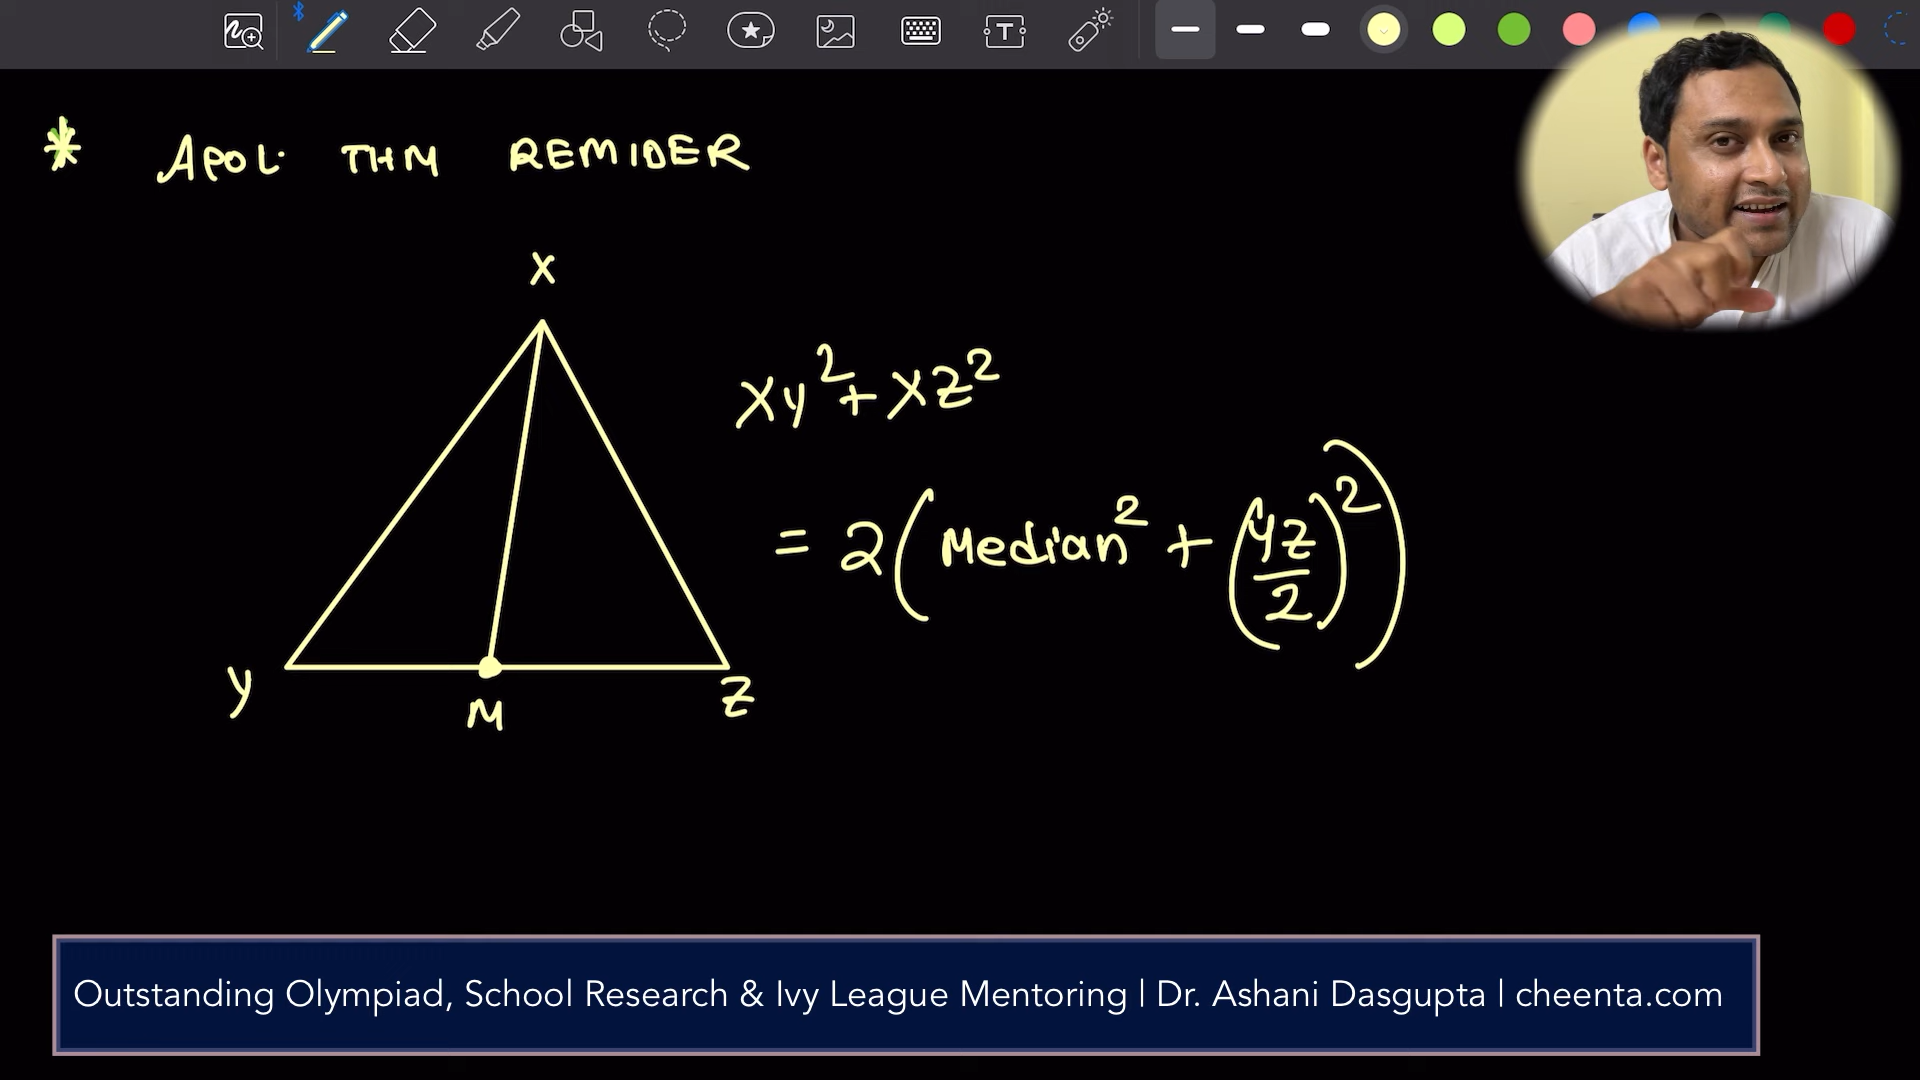 * APOL. THM REMIDER
X
XY²+XZ²
= 2(Median² + (YZ/2)²)
Y M Z
Outstanding Olympiad, School Research & Ivy League Mentoring | Dr. Ashani Dasgupta | cheenta.com